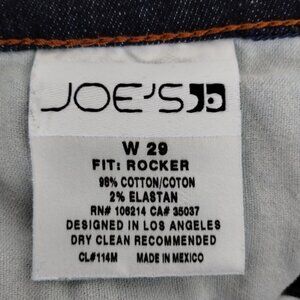 JOE'S
W 29
FIT: ROCKER
98% COTTON/COTON
2% ELASTAN
RN# 106214 CA# 35037
DESIGNED IN LOS ANGELES
DRY CLEAN RECOMMENDED
CL#114M MADE IN MEXICO